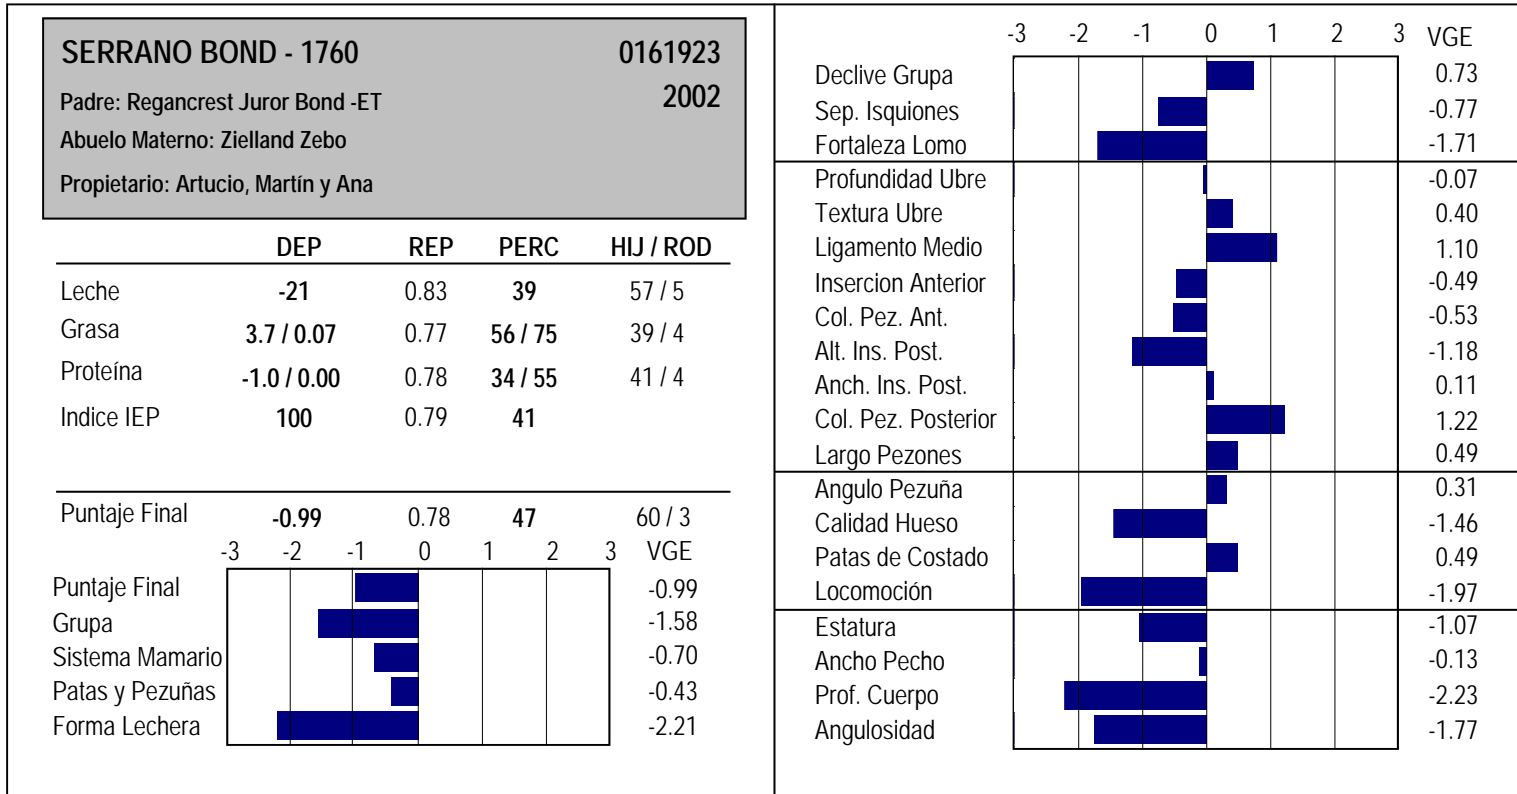 SERRANO BOND - 1760 0161923
Padre: Regancrest Juror Bond -ET 2002
Abuelo Materno: Zielland Zebo
Propietario: Artucio, Martín y Ana
DEP REP PERC HIJ / ROD
Leche -21 0.83 39 57 / 5
Grasa 3.7 / 0.07 0.77 56 / 75 39 / 4
Proteína -1.0 / 0.00 0.78 34 / 55 41 / 4
Indice IEP 100 0.79 41
Puntaje Final -0.99 0.78 47 60 / 3
-3 -2 -1 0 1 2 3 VGE
Puntaje Final -0.99
Grupa -1.58
Sistema Mamario -0.70
Patas y Pezuñas -0.43
Forma Lechera -2.21
-3 -2 -1 0 1 2 3 VGE
Declive Grupa 0.73
Sep. Isquiones -0.77
Fortaleza Lomo -1.71
Profundidad Ubre -0.07
Textura Ubre 0.40
Ligamento Medio 1.10
Insercion Anterior -0.49
Col. Pez. Ant. -0.53
Alt. Ins. Post. -1.18
Anch. Ins. Post. 0.11
Col. Pez. Posterior 1.22
Largo Pezones 0.49
Angulo Pezuña 0.31
Calidad Hueso -1.46
Patas de Costado 0.49
Locomoción -1.97
Estatura -1.07
Ancho Pecho -0.13
Prof. Cuerpo -2.23
Angulosidad -1.77